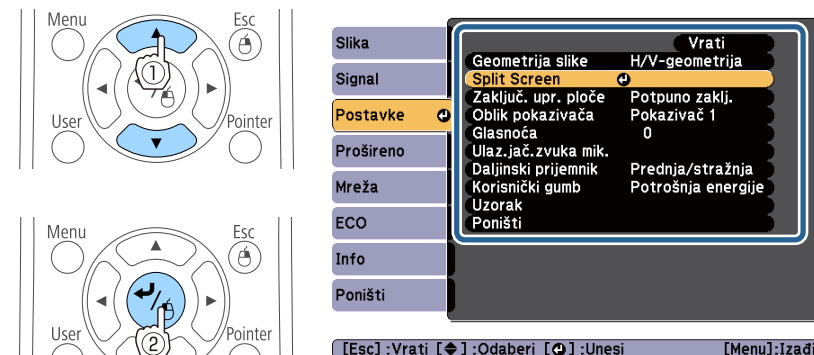 Menu
Esc
1
User
Pointer
Menu
Esc
User
2
Pointer
Slika
Signal
Postavke
Prošireno
Mreža
ECO
Info
Poništi
Vrati
Geometrija slike H/V-geometrija
Split Screen
Zaključ. upr. ploče Potpuno zaklj.
Oblik pokazivača Pokazivač 1
Glasnoća 0
Ulaz.jač.zvuka mik.
Daljinski prijemnik Prednja/stražnja
Korisnički gumb Potrošnja energije
Uzorak
Poništi
[Esc] :Vrati [◆] :Odaberi [⏎] :Unesi [Menu]:Izađi